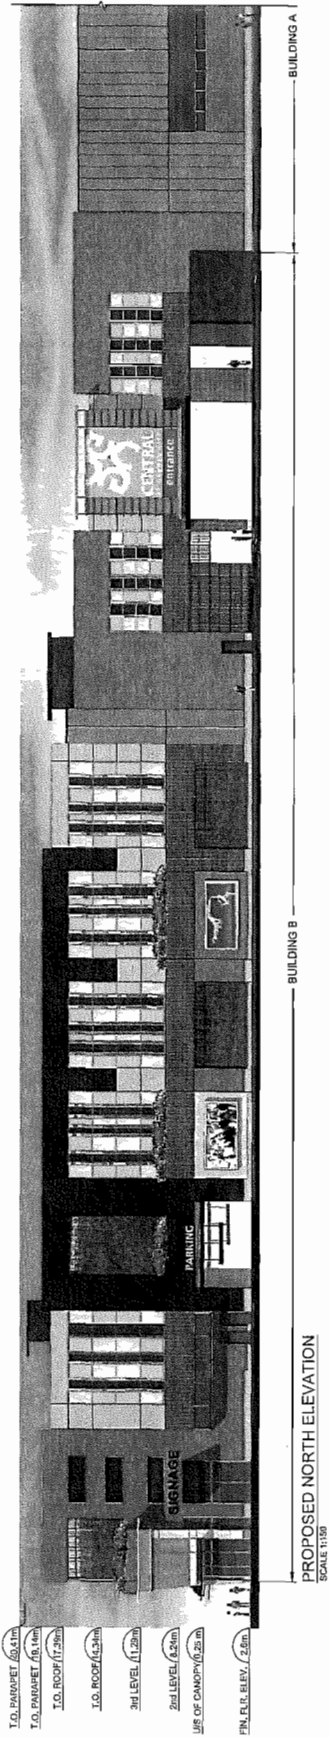 T.O. PARAPET 20.41m
T.O. PARAPET 19.14m
T.O. ROOF 17.39m
T.O. ROOF 14.34m
3rd LEVEL 11.29m
2nd LEVEL 8.24m
U/S OF CANOPY 6.25m
FIN. FLR. ELEV. 2.6m
SIGNAGE
PARKING
CENTRAL
entrance
BUILDING B
BUILDING A
PROPOSED NORTH ELEVATION
SCALE 1:150